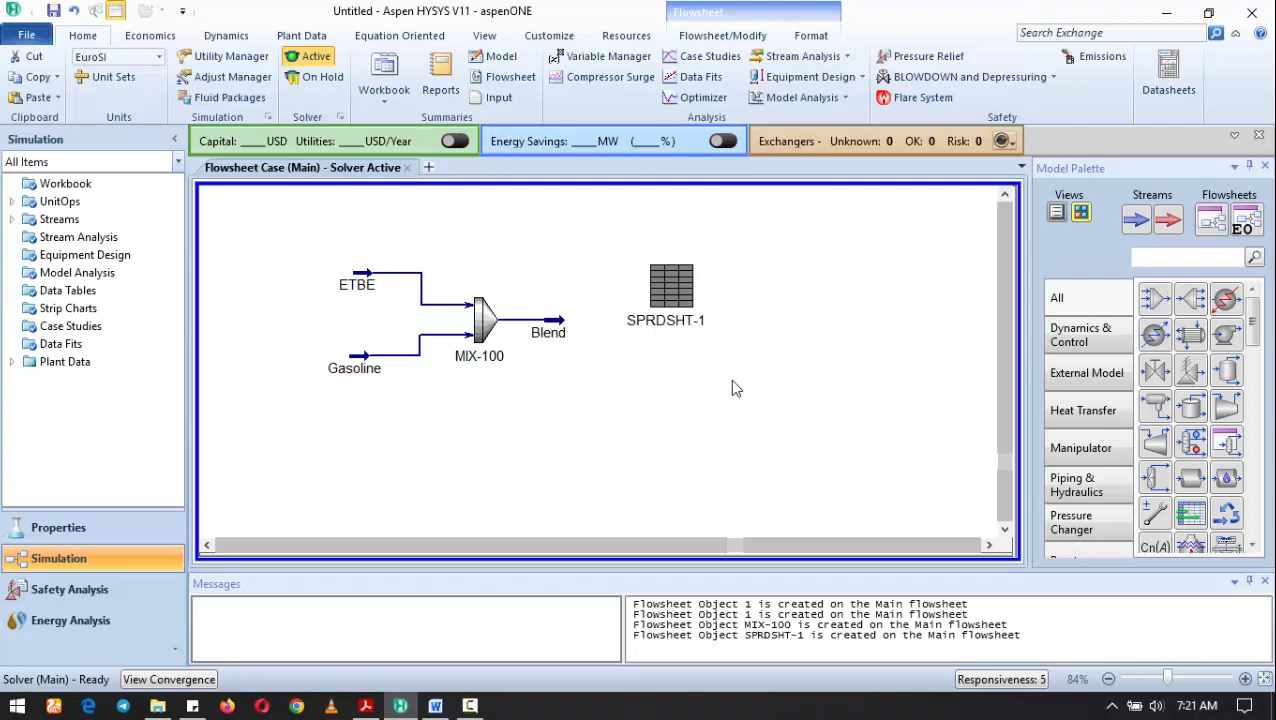 Untitled - Aspen HYSYS V11 - aspenONE
Flowsheet
File
Home
Economics
Dynamics
Plant Data
Equation Oriented
View
Customize
Resources
Flowsheet/Modify
Format
Search Exchange
Cut
EuroSI
Utility Manager
Active
Model
Variable Manager
Case Studies
Stream Analysis
Pressure Relief
Emissions
Copy
Unit Sets
Adjust Manager
On Hold
Flowsheet
Compressor Surge
Data Fits
Equipment Design
BLOWDOWN and Depressuring
Paste
Fluid Packages
Workbook
Reports
Input
Optimizer
Model Analysis
Flare System
Datasheets
Clipboard
Units
Simulation
Solver
Summaries
Analysis
Safety
Simulation
Capital: ____USD Utilities: ____USD/Year
Energy Savings: ____MW (____%)
Exchangers - Unknown: 0 OK: 0 Risk: 0
All Items
Flowsheet Case (Main) - Solver Active
Model Palette
Workbook
UnitOps
Streams
Stream Analysis
Equipment Design
Model Analysis
Data Tables
Strip Charts
Case Studies
Data Fits
Plant Data
ETBE
Gasoline
MIX-100
Blend
SPRDSHT-1
Views
Streams
Flowsheets
EO
All
Dynamics &
Control
External Model
Heat Transfer
Manipulator
Piping &
Hydraulics
Pressure
Changer
Cn(A)
Properties
Simulation
Safety Analysis
Energy Analysis
Messages
Flowsheet Object 1 is created on the Main flowsheet
Flowsheet Object 1 is created on the Main flowsheet
Flowsheet Object MIX-100 is created on the Main flowsheet
Flowsheet Object SPRDSHT-1 is created on the Main flowsheet
Solver (Main) - Ready
View Convergence
Responsiveness: 5
84%
7:21 AM